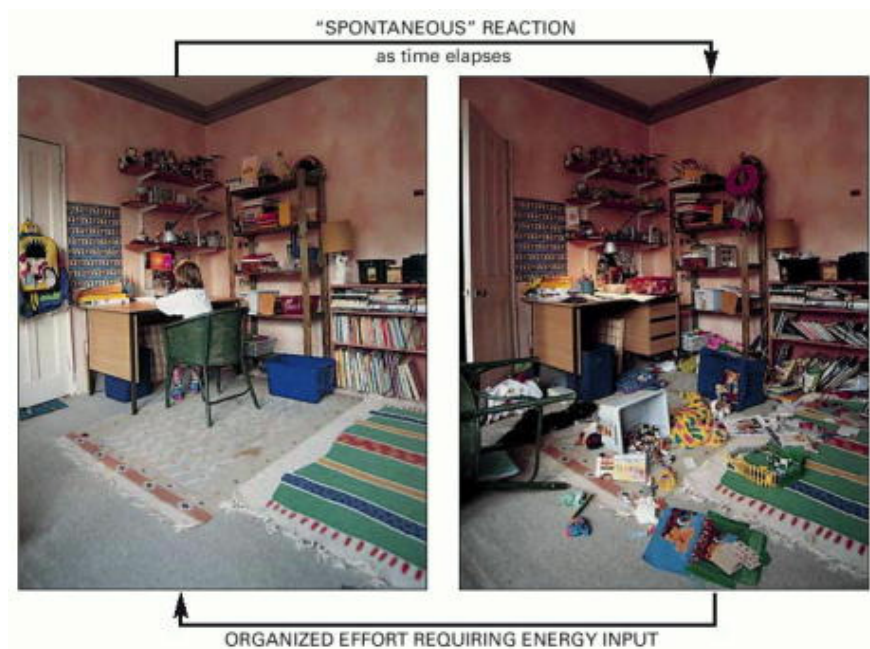 “SPONTANEOUS” REACTION
as time elapses
ORGANIZED EFFORT REQUIRING ENERGY INPUT